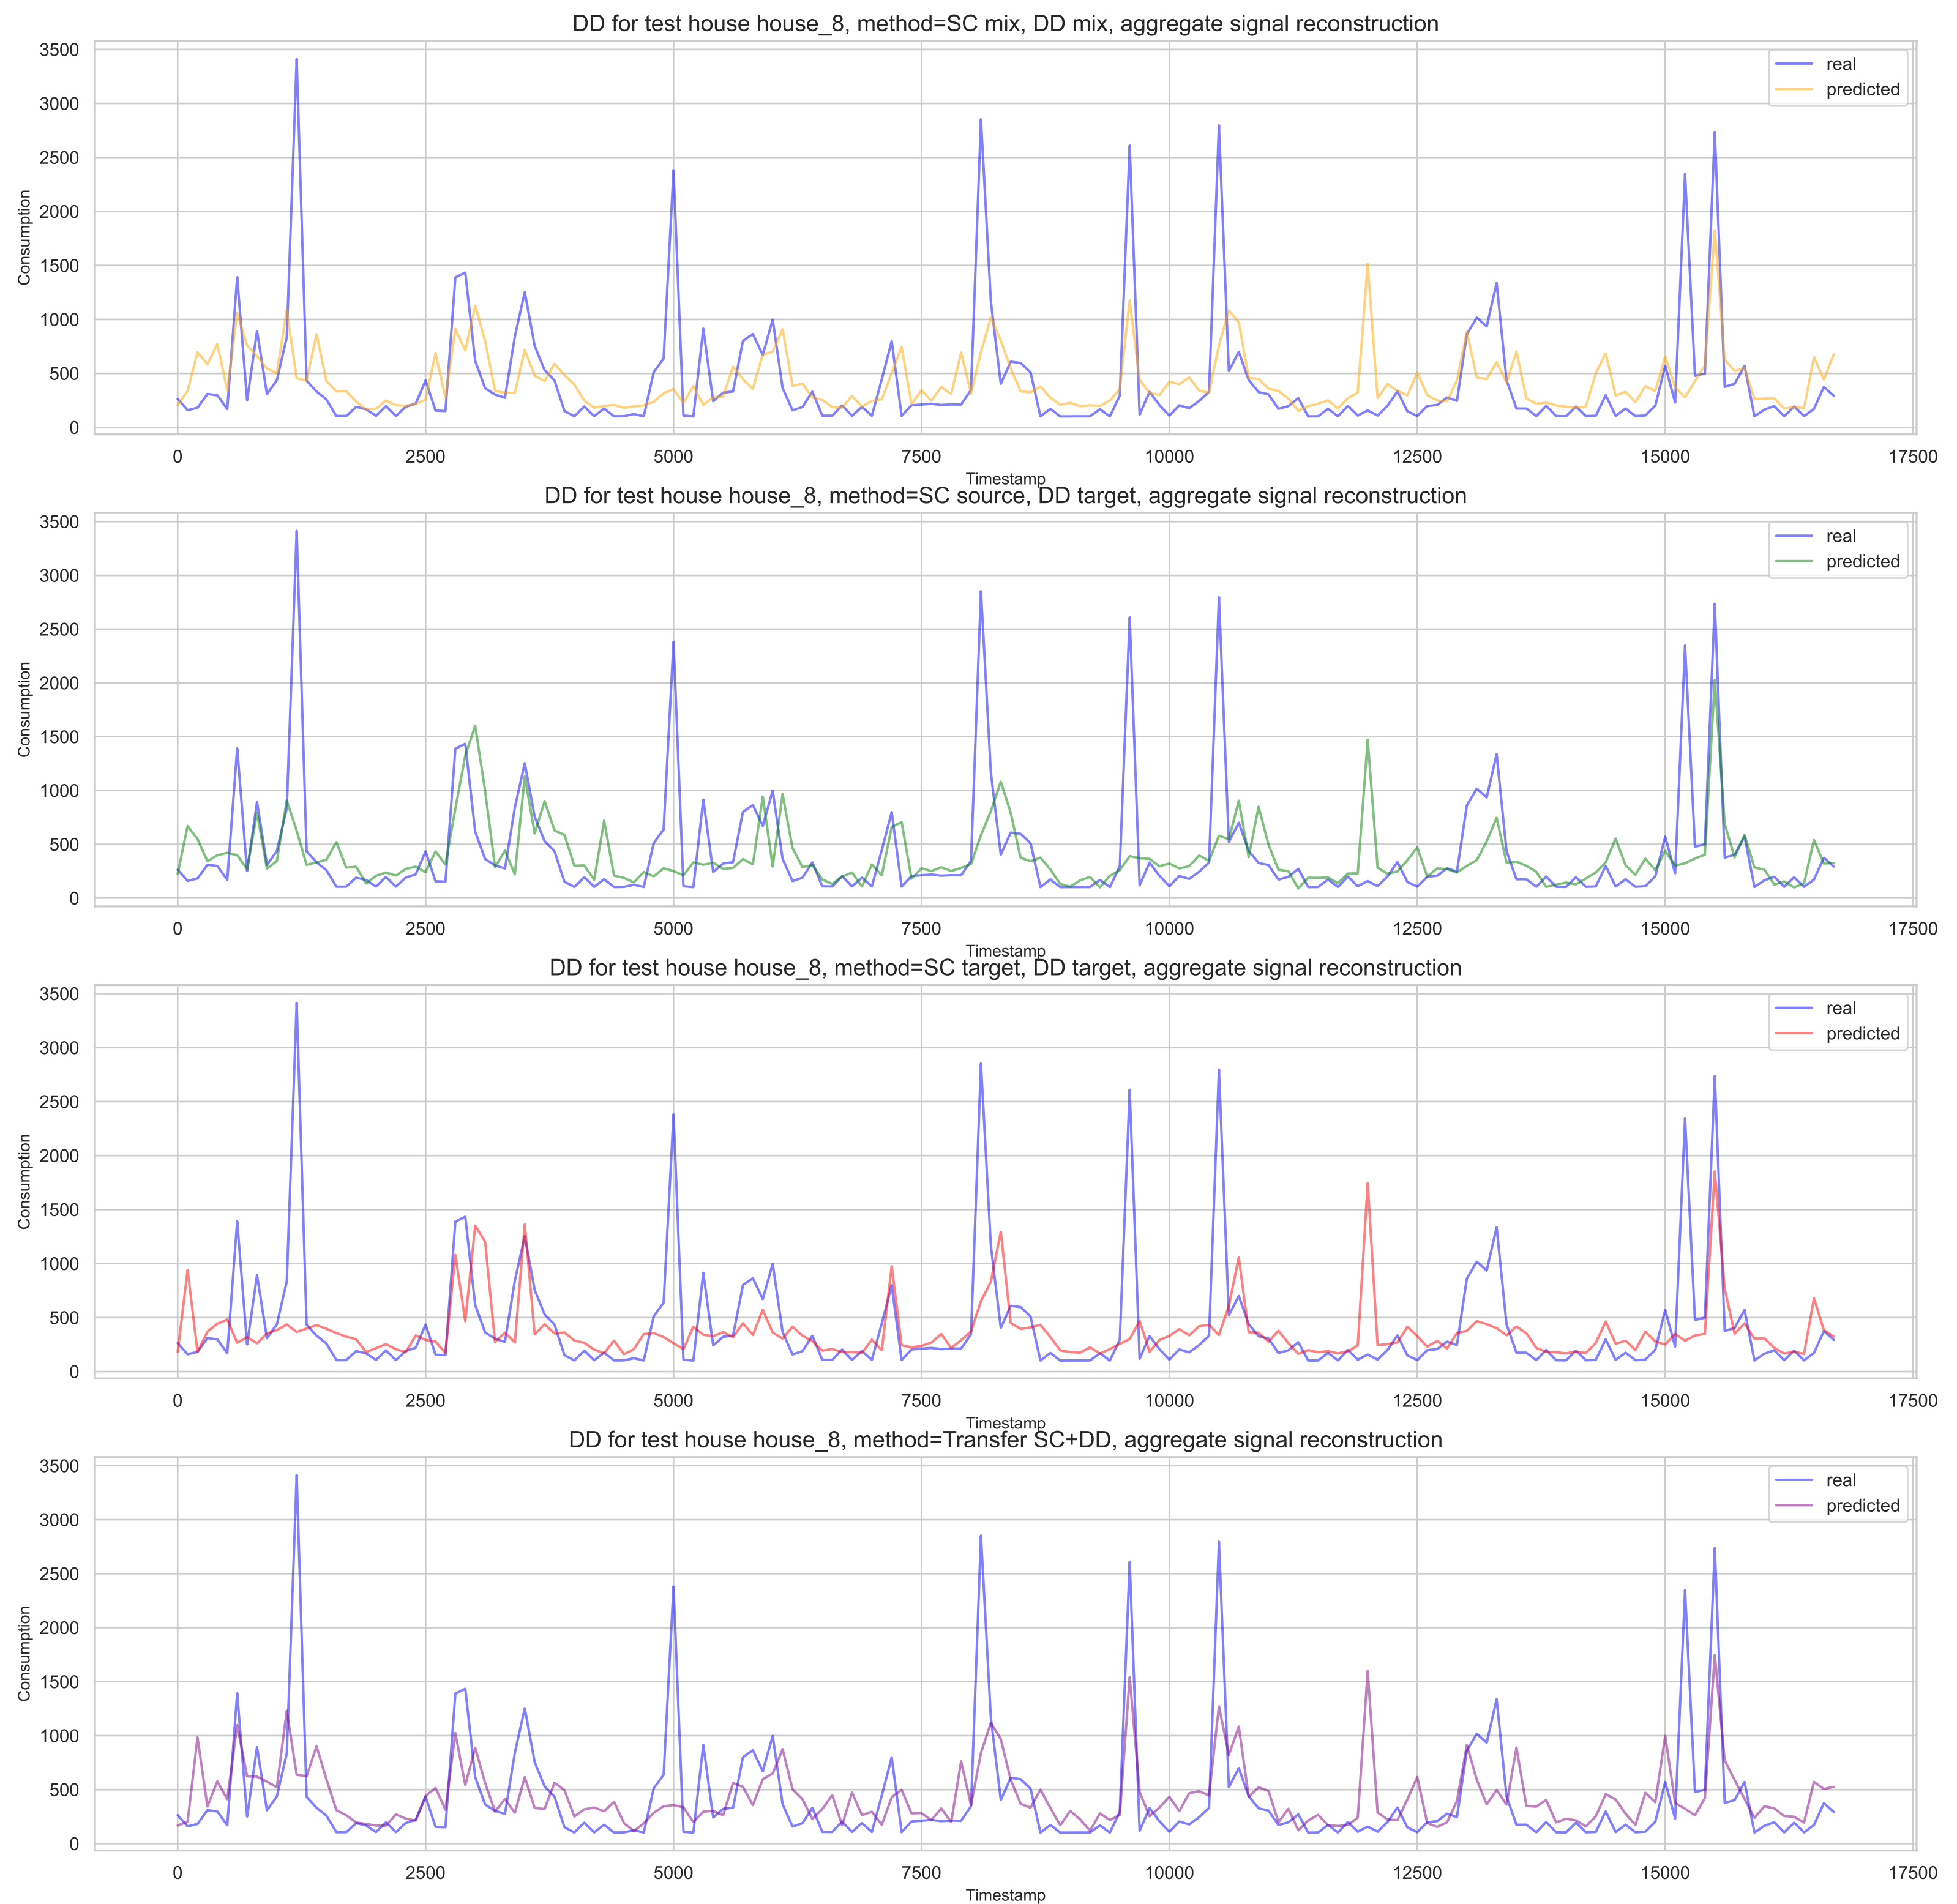 DD for test house house_8, method=SC mix, DD mix, aggregate signal reconstruction
3500
3000
2500
2000
1500
1000
500
0
Consumption
real
predicted
0 2500 5000 7500 10000 12500 15000 17500
Timestamp
DD for test house house_8, method=SC source, DD target, aggregate signal reconstruction
3500
3000
2500
2000
1500
1000
500
0
Consumption
real
predicted
0 2500 5000 7500 10000 12500 15000 17500
Timestamp
DD for test house house_8, method=SC target, DD target, aggregate signal reconstruction
3500
3000
2500
2000
1500
1000
500
0
Consumption
real
predicted
0 2500 5000 7500 10000 12500 15000 17500
Timestamp
DD for test house house_8, method=Transfer SC+DD, aggregate signal reconstruction
3500
3000
2500
2000
1500
1000
500
0
Consumption
real
predicted
0 2500 5000 7500 10000 12500 15000 17500
Timestamp